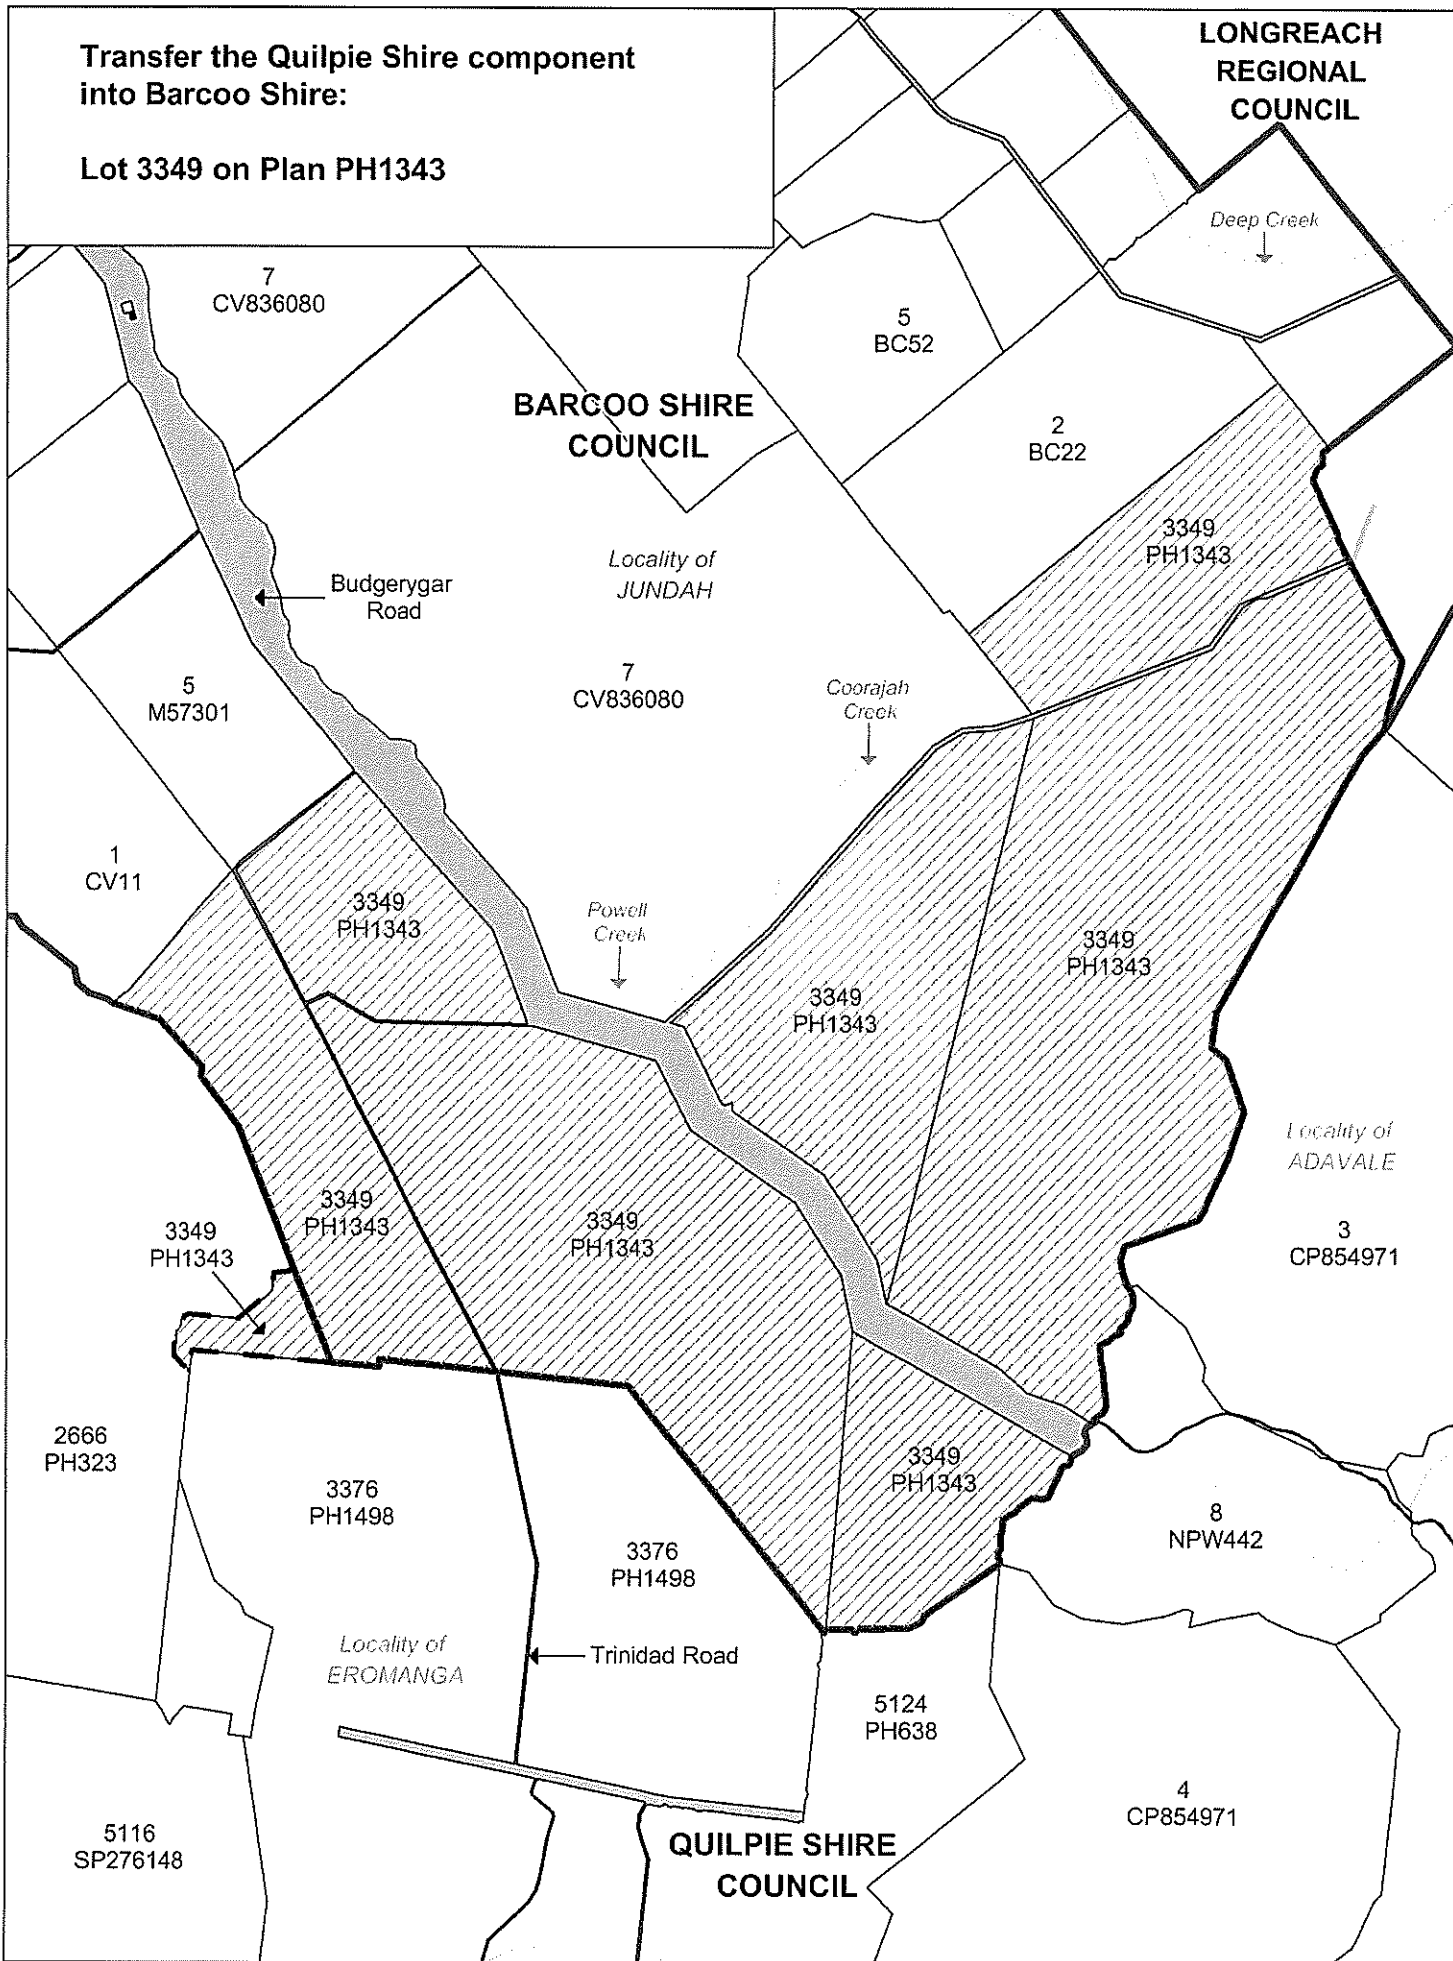 Transfer the Quilpie Shire component
into Barcoo Shire:
Lot 3349 on Plan PH1343
LONGREACH
REGIONAL
COUNCIL
Deep Creek
7
CV836080
5
BC52
BARCOO SHIRE
COUNCIL
2
BC22
3349
PH1343
Locality of
JUNDAH
Budgerygar
Road
5
M57301
7
CV836080
Coorajah
Creek
1
CV11
3349
PH1343
Powell
Creek
3349
PH1343
3349
PH1343
Locality of
ADAVALE
3349
PH1343
3349
PH1343
3349
PH1343
3
CP854971
2666
PH323
3376
PH1498
3349
PH1343
8
NPW442
3376
PH1498
Locality of
EROMANGA
Trinidad Road
5124
PH638
4
CP854971
5116
SP276148
QUILPIE SHIRE
COUNCIL